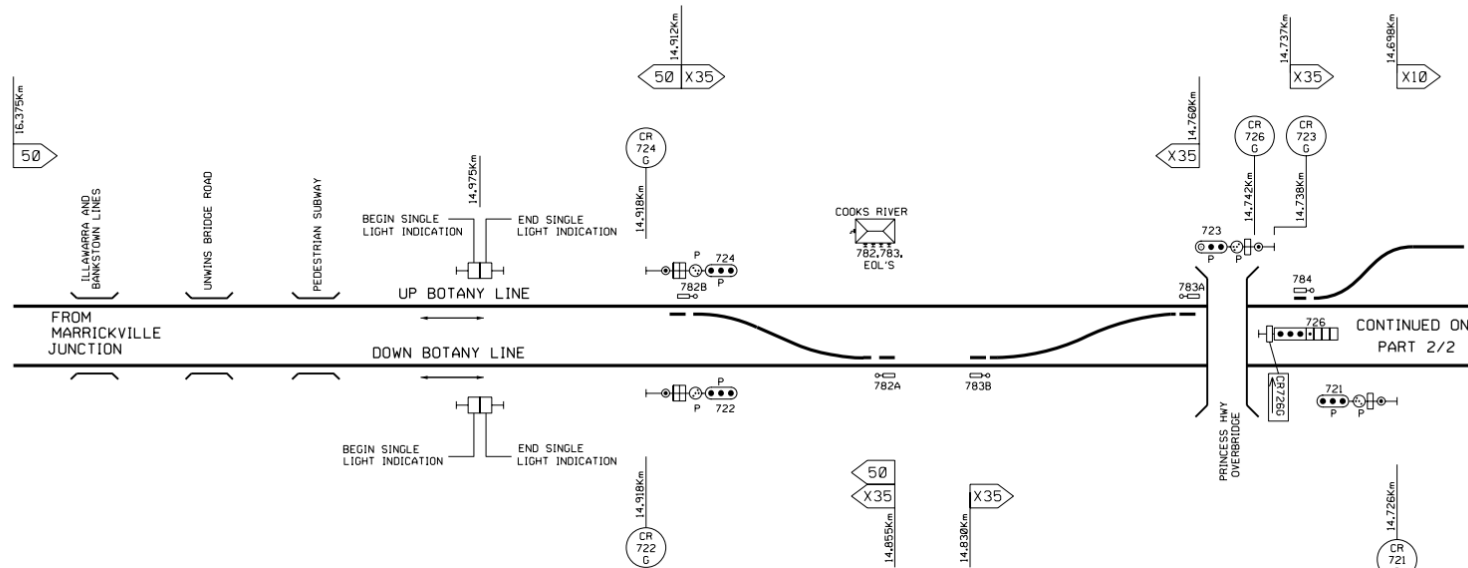 16.375Km
50
14.912Km
50 X35
14.737Km
X35
14.698Km
X10
14.760Km
X35
CR
724
G
14.918Km
CR
726
G
14.742Km
CR
723
G
14.738Km
ILLAWARRA AND
BANKSTOWN LINES
UNWINS BRIDGE ROAD
PEDESTRIAN SUBWAY
14.975Km
BEGIN SINGLE
LIGHT INDICATION
END SINGLE
LIGHT INDICATION
COOKS RIVER
782,783,
EOL'S
P
724
P
723
P
P
782B
783A
784
UP BOTANY LINE
FROM
MARRICKVILLE
JUNCTION
DOWN BOTANY LINE
726
CONTINUED ON
PART 2/2
CR726G
782A
783B
P
722
P
721
P
P
PRINCESS HWY
OVERBRIDGE
BEGIN SINGLE
LIGHT INDICATION
END SINGLE
LIGHT INDICATION
14.918Km
CR
722
G
50
X35
14.855Km
X35
14.830Km
14.726Km
CR
721